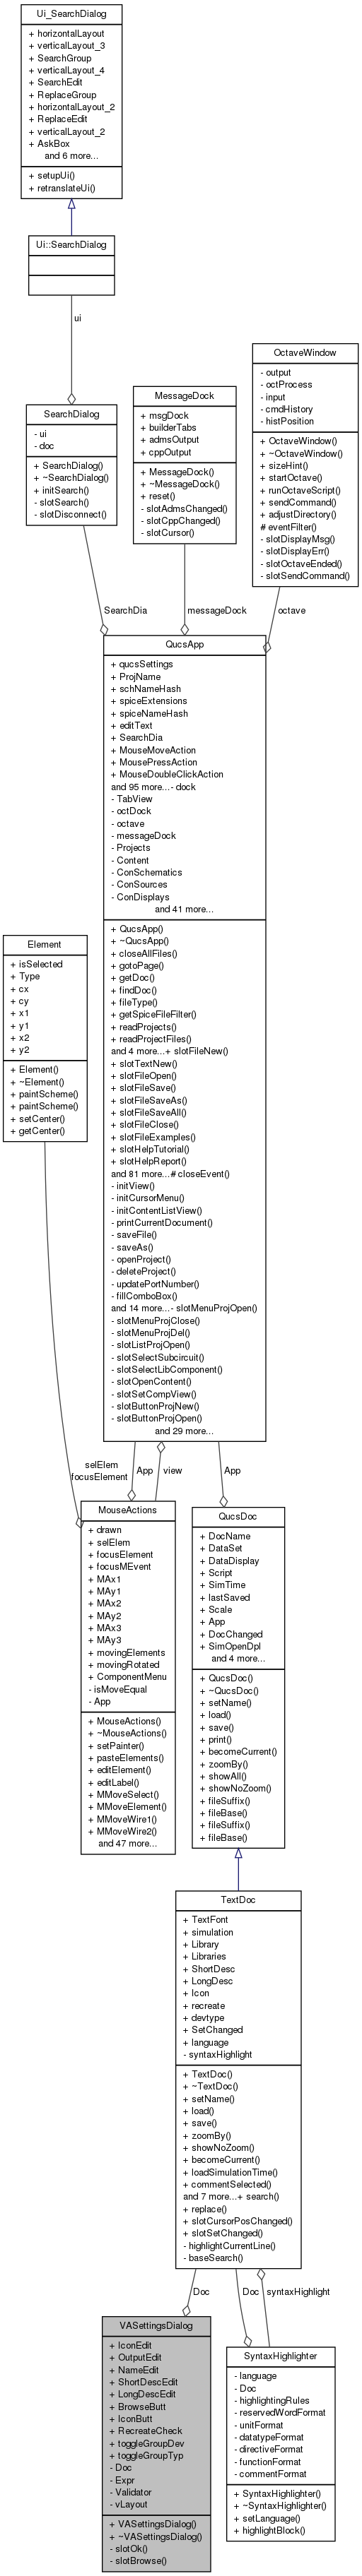 Ui_SearchDialog
+ horizontalLayout
+ verticalLayout_3
+ SearchGroup
+ verticalLayout_4
+ SearchEdit
+ ReplaceGroup
+ horizontalLayout_2
+ ReplaceEdit
+ verticalLayout_2
+ AskBox
and 6 more...
+ setupUi()
+ retranslateUi()
Ui::SearchDialog
ui
SearchDialog
- ui
- doc
+ SearchDialog()
+ ~SearchDialog()
+ initSearch()
- slotSearch()
- slotDisconnect()
MessageDock
+ msgDock
+ builderTabs
+ admsOutput
+ cppOutput
+ MessageDock()
+ ~MessageDock()
+ reset()
- slotAdmsChanged()
- slotCppChanged()
- slotCursor()
OctaveWindow
- output
- octProcess
- input
- cmdHistory
- histPosition
+ OctaveWindow()
+ ~OctaveWindow()
+ sizeHint()
+ startOctave()
+ runOctaveScript()
+ sendCommand()
+ adjustDirectory()
# eventFilter()
- slotDisplayMsg()
- slotDisplayErr()
- slotOctaveEnded()
- slotSendCommand()
SearchDia
messageDock
octave
QucsApp
+ qucsSettings
+ ProjName
+ schNameHash
+ spiceExtensions
+ spiceNameHash
+ editText
+ SearchDia
+ MouseMoveAction
+ MousePressAction
+ MouseDoubleClickAction
and 95 more...- dock
- TabView
- octDock
- octave
- messageDock
- Projects
- Content
- ConSchematics
- ConSources
- ConDisplays
and 41 more...
+ QucsApp()
+ ~QucsApp()
+ closeAllFiles()
+ gotoPage()
+ getDoc()
+ findDoc()
+ fileType()
+ getSpiceFileFilter()
+ readProjects()
+ readProjectFiles()
and 4 more...+ slotFileNew()
+ slotTextNew()
+ slotFileOpen()
+ slotFileSave()
+ slotFileSaveAs()
+ slotFileSaveAll()
+ slotFileClose()
+ slotFileExamples()
+ slotHelpTutorial()
+ slotHelpReport()
and 81 more...# closeEvent()
- initView()
- initCursorMenu()
- initContentListView()
- printCurrentDocument()
- saveFile()
- saveAs()
- openProject()
- deleteProject()
- updatePortNumber()
- fillComboBox()
and 14 more...- slotMenuProjOpen()
- slotMenuProjClose()
- slotMenuProjDel()
- slotListProjOpen()
- slotSelectSubcircuit()
- slotSelectLibComponent()
- slotOpenContent()
- slotSetCompView()
- slotButtonProjNew()
- slotButtonProjOpen()
and 29 more...
Element
+ isSelected
+ Type
+ cx
+ cy
+ x1
+ y1
+ x2
+ y2
+ Element()
+ ~Element()
+ paintScheme()
+ paintScheme()
+ setCenter()
+ getCenter()
selElem
focusElement
App
view
App
MouseActions
+ drawn
+ selElem
+ focusElement
+ focusMEvent
+ MAx1
+ MAy1
+ MAx2
+ MAy2
+ MAx3
+ MAy3
+ movingElements
+ movingRotated
+ ComponentMenu
- isMoveEqual
- App
+ MouseActions()
+ ~MouseActions()
+ setPainter()
+ pasteElements()
+ editElement()
+ editLabel()
+ MMoveSelect()
+ MMoveElement()
+ MMoveWire1()
+ MMoveWire2()
and 47 more...
QucsDoc
+ DocName
+ DataSet
+ DataDisplay
+ Script
+ SimTime
+ lastSaved
+ Scale
+ App
+ DocChanged
+ SimOpenDpl
and 4 more...
+ QucsDoc()
+ ~QucsDoc()
+ setName()
+ load()
+ save()
+ print()
+ becomeCurrent()
+ zoomBy()
+ showAll()
+ showNoZoom()
+ fileSuffix()
+ fileBase()
+ fileSuffix()
+ fileBase()
TextDoc
+ TextFont
+ simulation
+ Library
+ Libraries
+ ShortDesc
+ LongDesc
+ Icon
+ recreate
+ devtype
+ SetChanged
+ language
- syntaxHighlight
+ TextDoc()
+ ~TextDoc()
+ setName()
+ load()
+ save()
+ zoomBy()
+ showNoZoom()
+ becomeCurrent()
+ loadSimulationTime()
+ commentSelected()
and 7 more...+ search()
+ replace()
+ slotCursorPosChanged()
+ slotSetChanged()
- highlightCurrentLine()
- baseSearch()
Doc
Doc
syntaxHighlight
VASettingsDialog
+ IconEdit
+ OutputEdit
+ NameEdit
+ ShortDescEdit
+ LongDescEdit
+ BrowseButt
+ IconButt
+ RecreateCheck
+ toggleGroupDev
+ toggleGroupTyp
- Doc
- Expr
- Validator
- vLayout
+ VASettingsDialog()
+ ~VASettingsDialog()
- slotOk()
- slotBrowse()
SyntaxHighlighter
- language
- Doc
- highlightingRules
- reservedWordFormat
- unitFormat
- datatypeFormat
- directiveFormat
- functionFormat
- commentFormat
+ SyntaxHighlighter()
+ ~SyntaxHighlighter()
+ setLanguage()
+ highlightBlock()